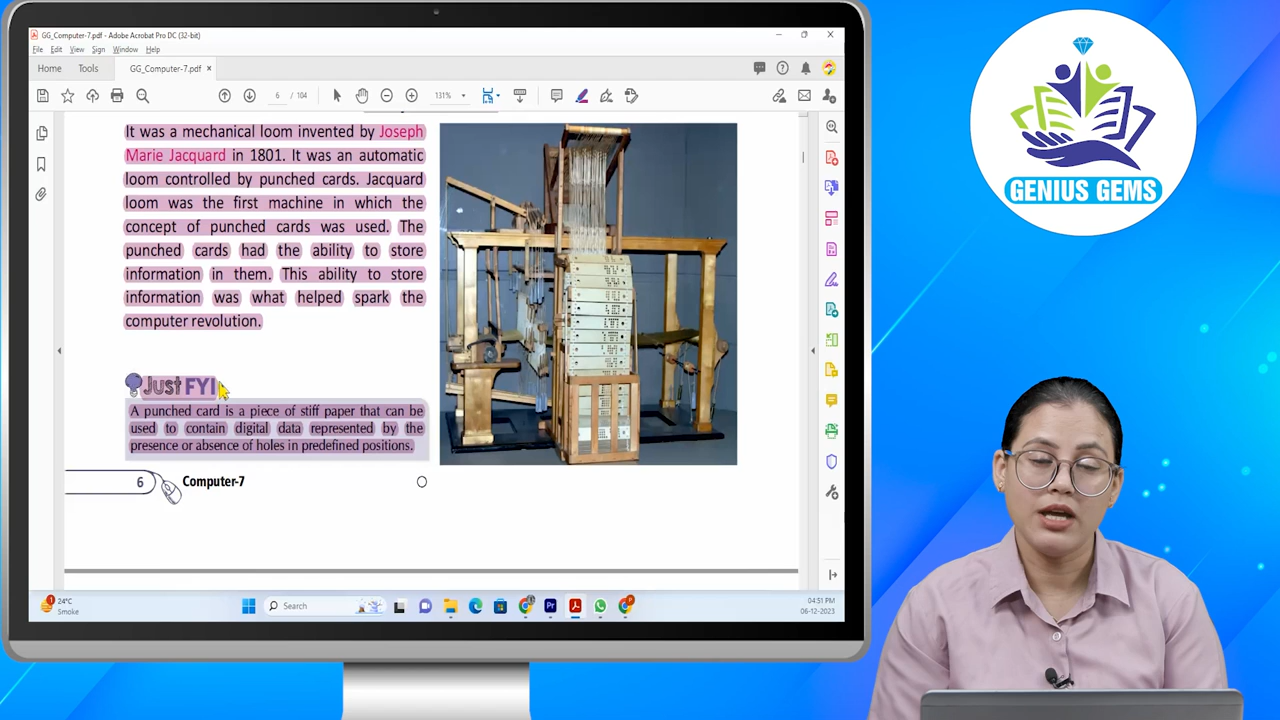 GG_Computer-7.pdf - Adobe Acrobat Pro DC (32-bit)
File Edit View Sign Window Help
Home Tools GG_Computer-7.pdf ×
6 / 104 131%
It was a mechanical loom invented by Joseph
Marie Jacquard in 1801. It was an automatic
loom controlled by punched cards. Jacquard
loom was the first machine in which the
concept of punched cards was used. The
punched cards had the ability to store
information in them. This ability to store
information was what helped spark the
computer revolution.
Just FYI
A punched card is a piece of stiff paper that can be
used to contain digital data represented by the
presence or absence of holes in predefined positions.
6 Computer-7
24°C
Smoke
Search
04:51 PM
06-12-2023
GENIUS GEMS